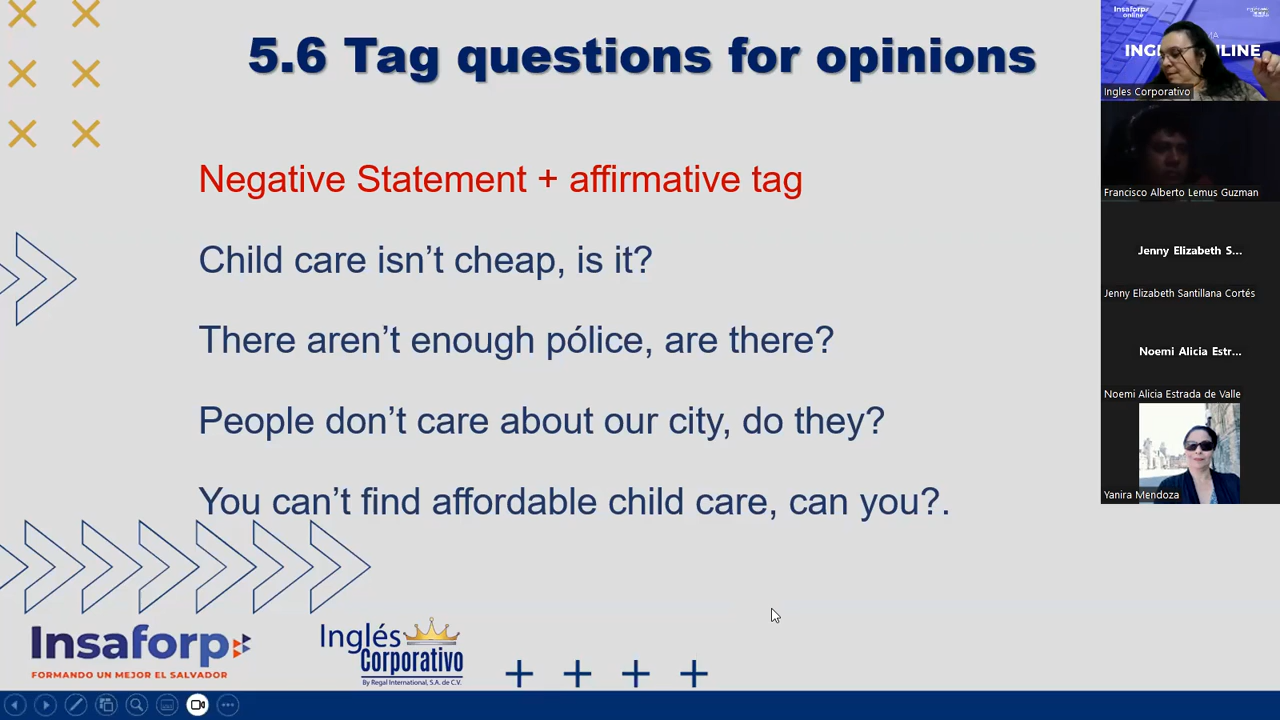 5.6 Tag questions for opinions
Negative Statement + affirmative tag
Child care isn’t cheap, is it?
There aren’t enough pólice, are there?
People don’t care about our city, do they?
You can’t find affordable child care, can you?.
Insaforp
FORMANDO UN MEJOR EL SALVADOR
Inglés
Corporativo
By Regal International, S.A. de C.V.
Insaforp
online
Ingles Corporativo
Francisco Alberto Lemus Guzman
Jenny Elizabeth S...
Jenny Elizabeth Santillana Cortés
Noemi Alicia Estr...
Noemi Alicia Estrada de Valle
Yanira Mendoza